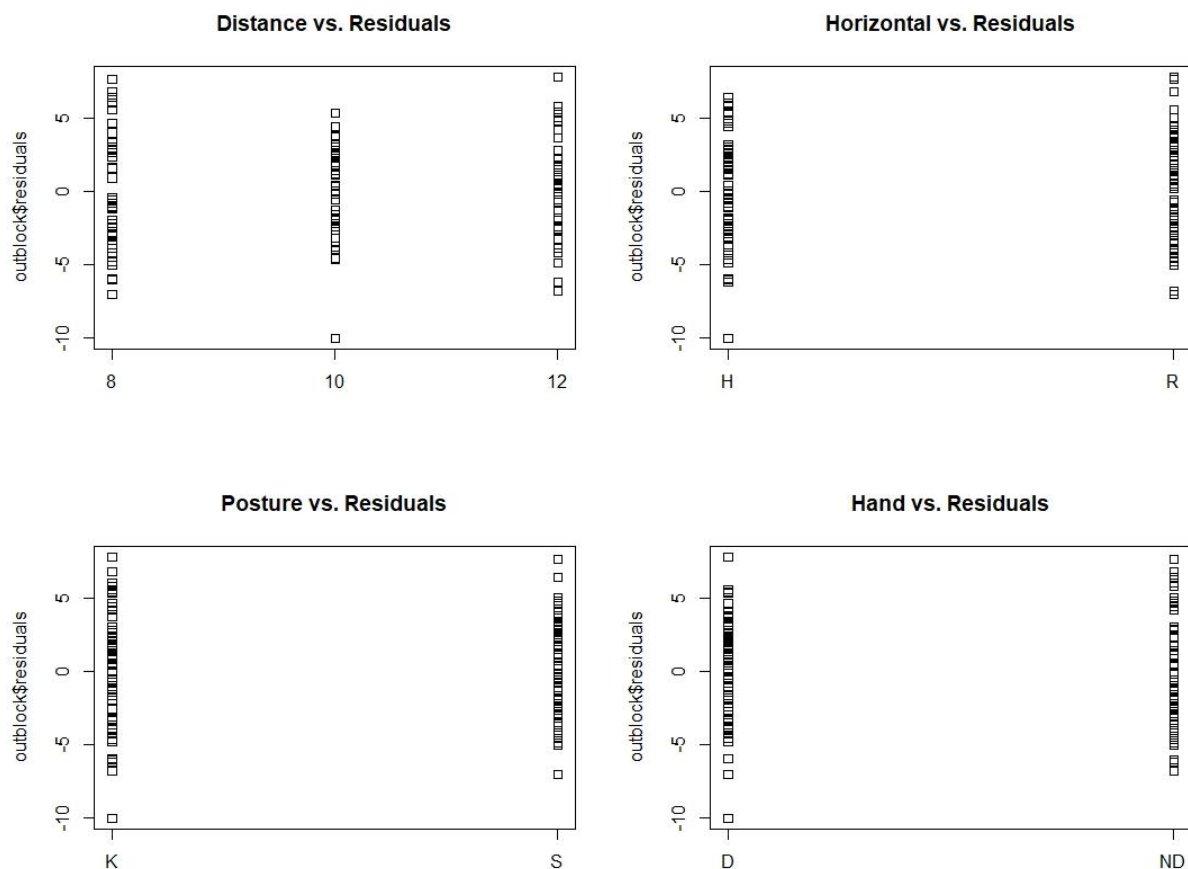 Distance vs. Residuals
outblock$residuals
5
0
-5
-10
8
10
12
Horizontal vs. Residuals
outblock$residuals
5
0
-5
-10
H
R
Posture vs. Residuals
outblock$residuals
5
0
-5
-10
K
S
Hand vs. Residuals
outblock$residuals
5
0
-5
-10
D
ND